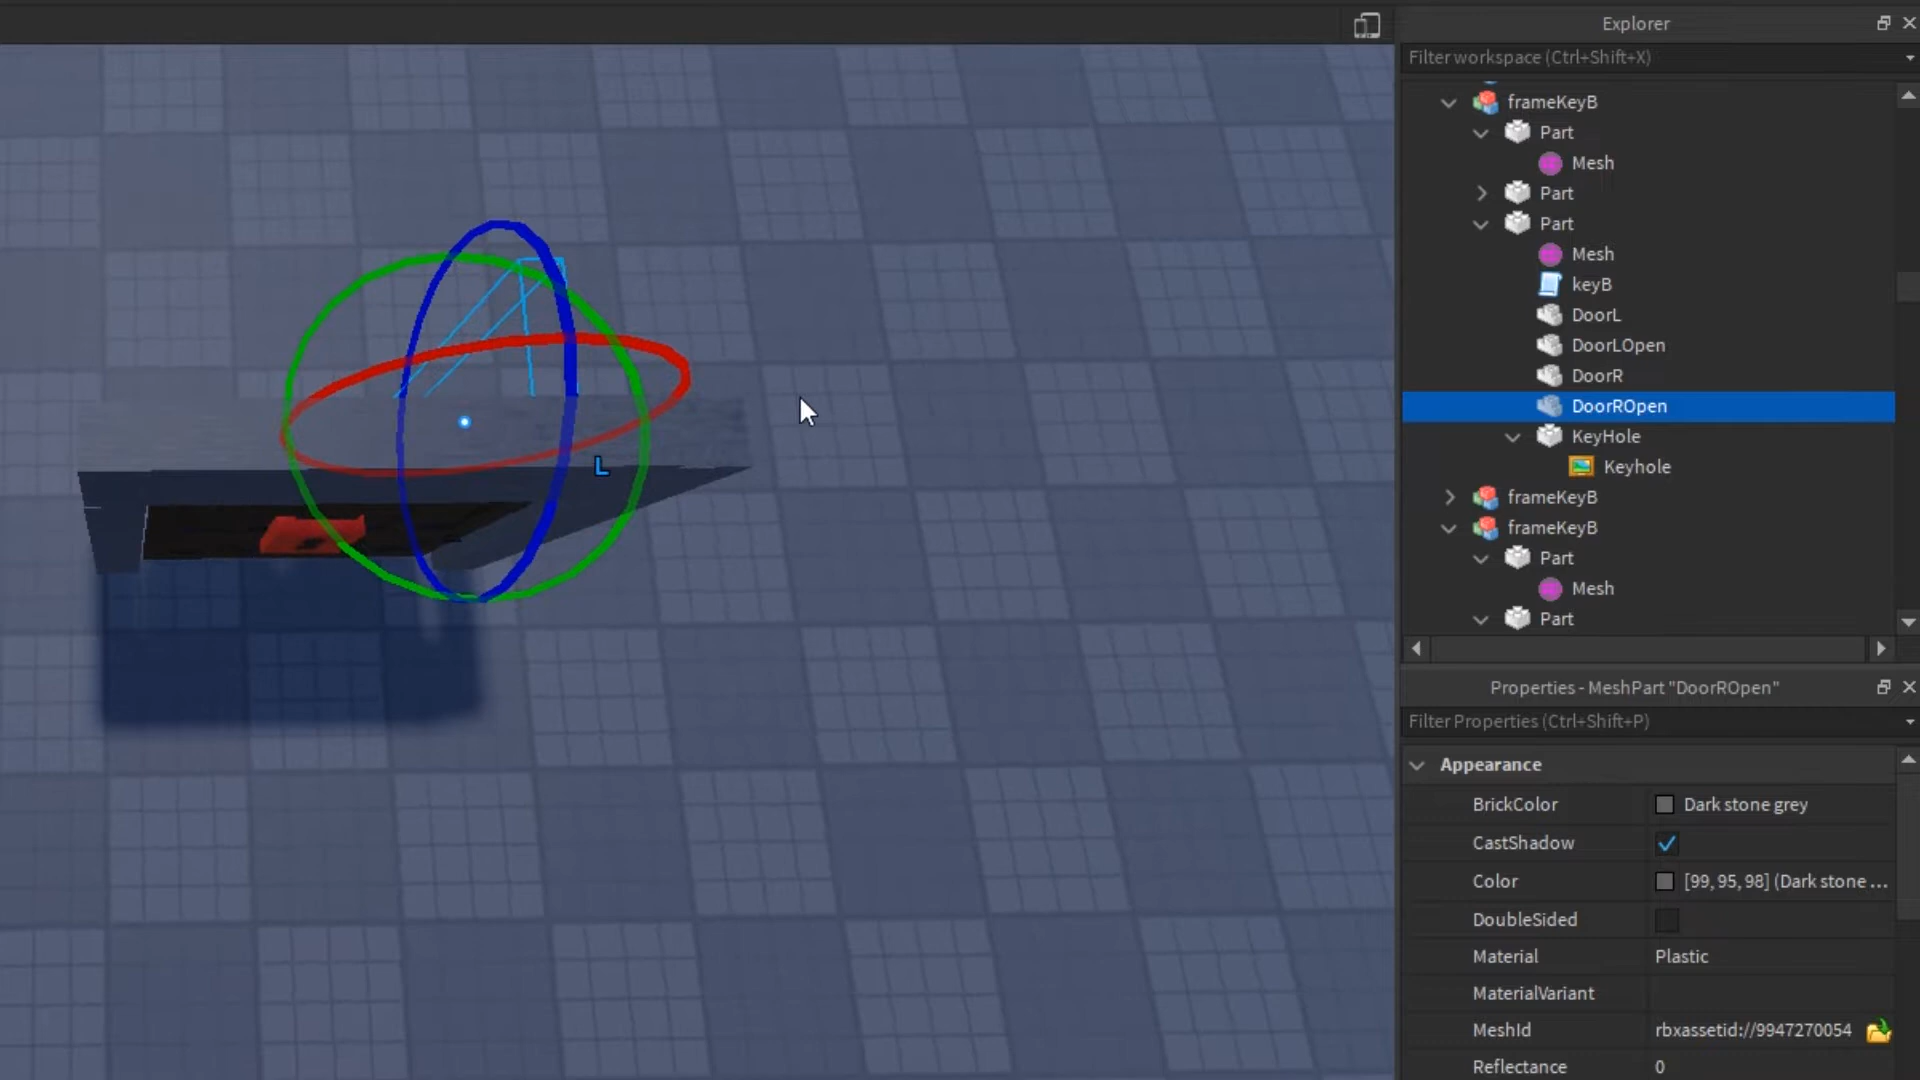 Explorer
Filter workspace (Ctrl+Shift+X)
frameKeyB
Part
Mesh
Part
Part
Mesh
keyB
DoorL
DoorLOpen
DoorR
DoorROpen
KeyHole
Keyhole
frameKeyB
frameKeyB
Part
Mesh
Part
L
Properties - MeshPart "DoorROpen"
Filter Properties (Ctrl+Shift+P)
Appearance
BrickColor Dark stone grey
CastShadow
Color [99, 95, 98] (Dark stone ...
DoubleSided
Material Plastic
MaterialVariant
MeshId rbxassetid://9947270054
Reflectance 0